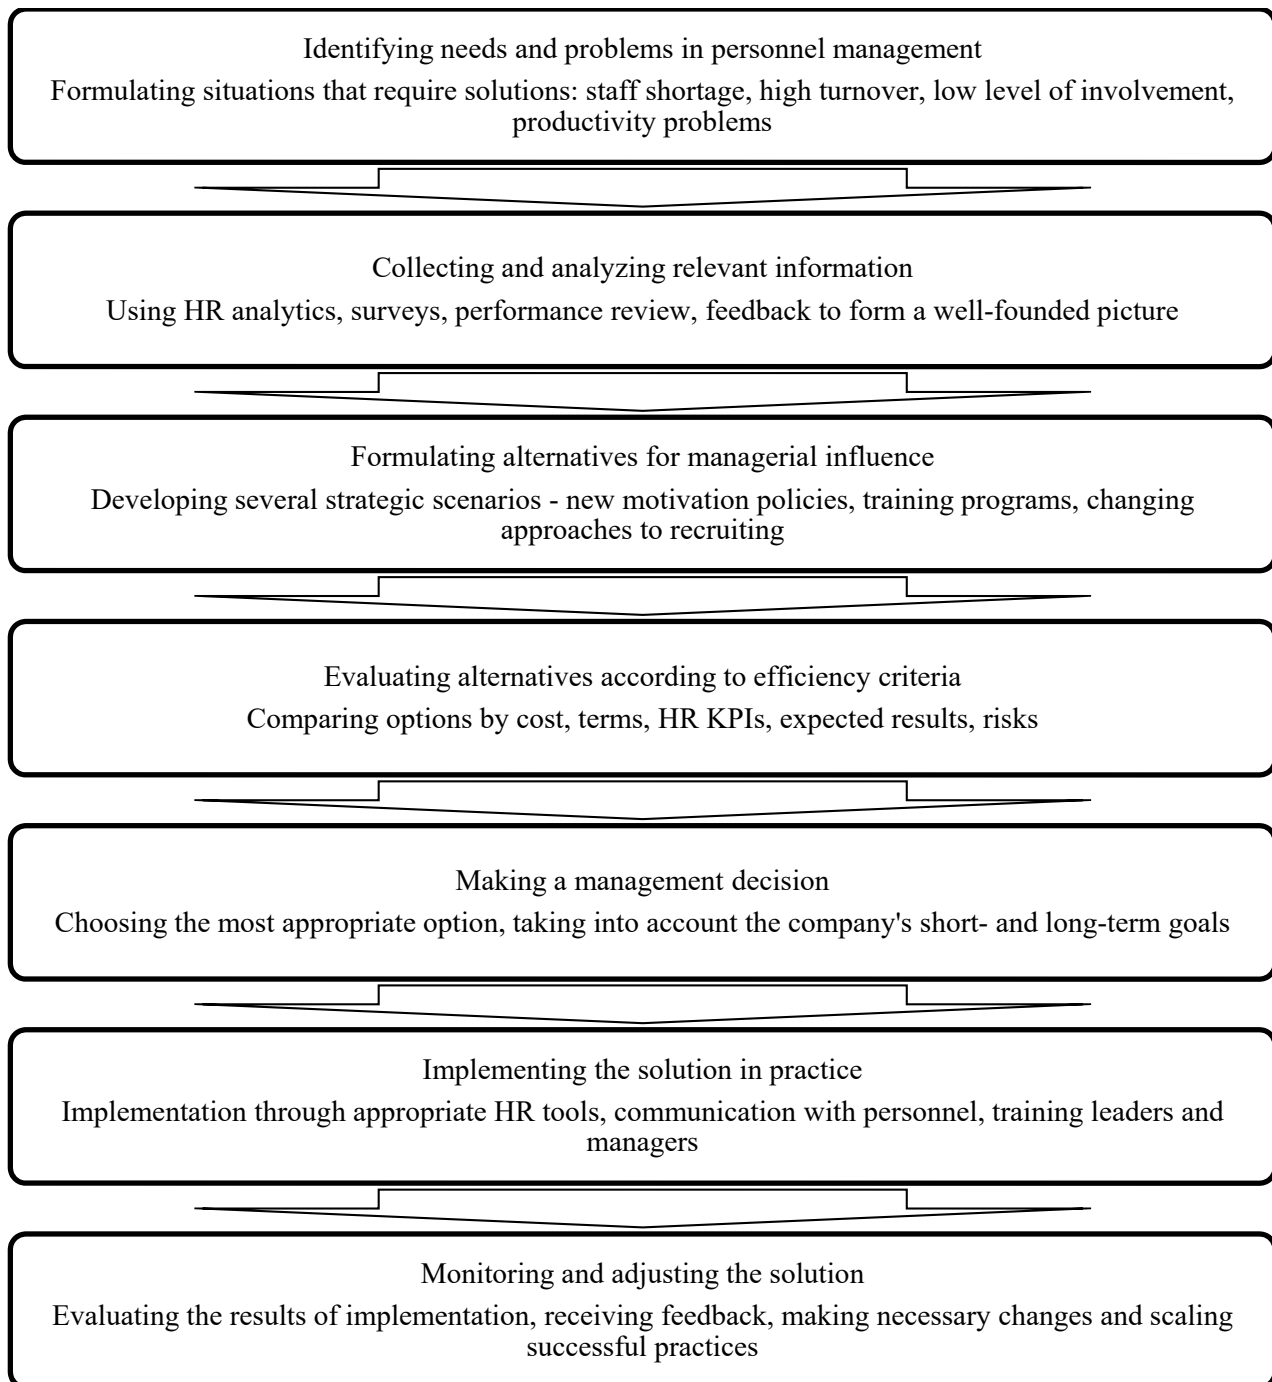 Identifying needs and problems in personnel management
Formulating situations that require solutions: staff shortage, high turnover, low level of involvement,
productivity problems
Collecting and analyzing relevant information
Using HR analytics, surveys, performance review, feedback to form a well-founded picture
Formulating alternatives for managerial influence
Developing several strategic scenarios - new motivation policies, training programs, changing
approaches to recruiting
Evaluating alternatives according to efficiency criteria
Comparing options by cost, terms, HR KPIs, expected results, risks
Making a management decision
Choosing the most appropriate option, taking into account the company's short- and long-term goals
Implementing the solution in practice
Implementation through appropriate HR tools, communication with personnel, training leaders and
managers
Monitoring and adjusting the solution
Evaluating the results of implementation, receiving feedback, making necessary changes and scaling
successful practices